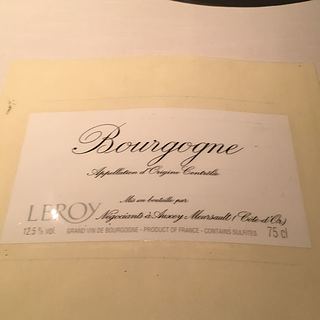 Bourgogne
Appellation d'Origine Contrôlée
Mis en bouteille par
LEROY
Négociants à Auxey Meursault (Côte-d'Or)
12,5 % vol. GRAND VIN DE BOURGOGNE - PRODUCT OF FRANCE - CONTAINS SULFITES 75 cl